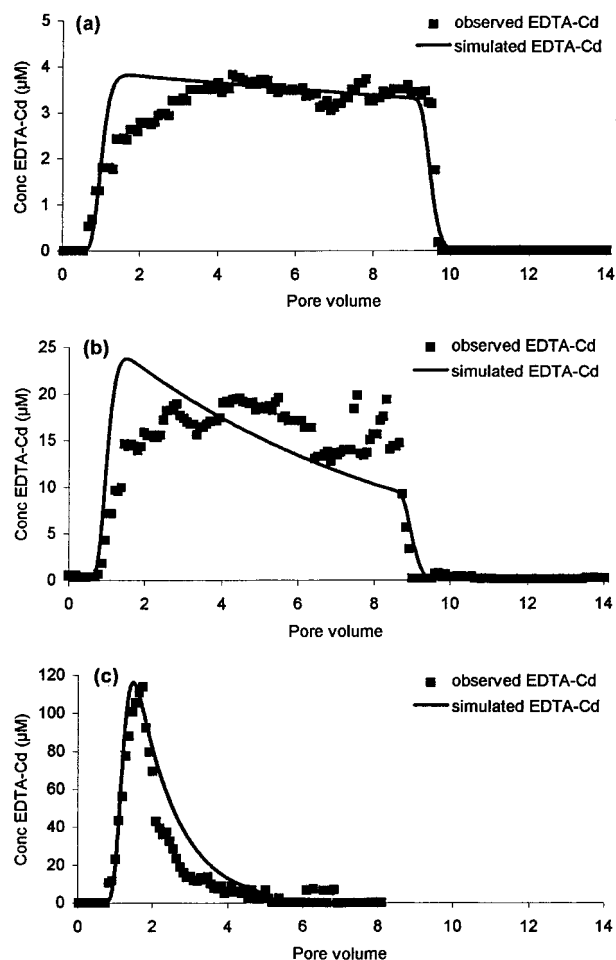 (a)
observed EDTA-Cd
simulated EDTA-Cd
Conc EDTA-Cd (µM)
5
4
3
2
1
0
0 2 4 6 8 10 12 14
Pore volume
(b)
observed EDTA-Cd
simulated EDTA-Cd
Conc EDTA-Cd (µM)
25
20
15
10
5
0
0 2 4 6 8 10 12 14
Pore volume
(c)
observed EDTA-Cd
simulated EDTA-Cd
Conc EDTA-Cd (µM)
120
100
80
60
40
20
0
0 2 4 6 8 10 12 14
Pore volume